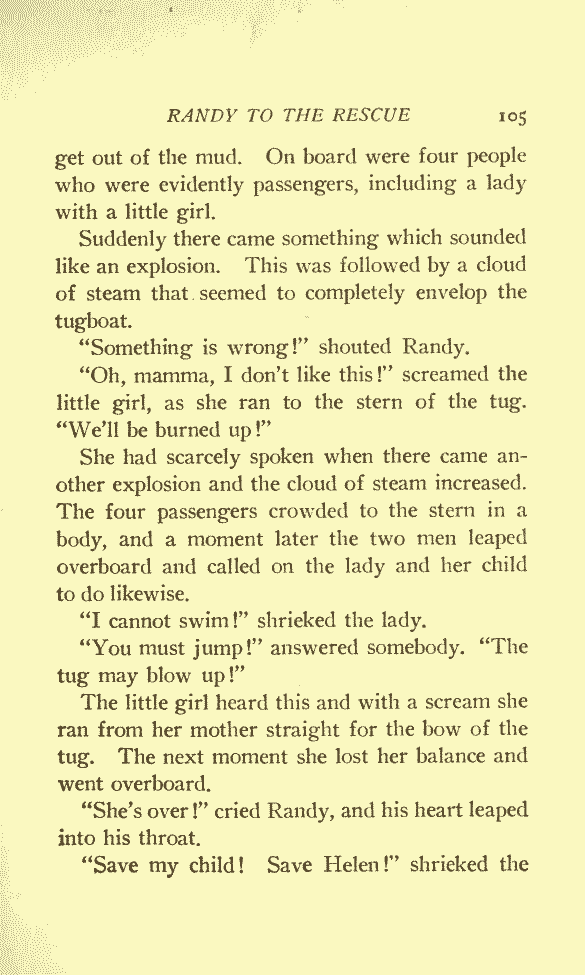 RANDY TO THE RESCUE 105
get out of the mud. On board were four people
who were evidently passengers, including a lady
with a little girl.
Suddenly there came something which sounded
like an explosion. This was followed by a cloud
of steam that seemed to completely envelop the
tugboat.
"Something is wrong!" shouted Randy.
"Oh, mamma, I don't like this!" screamed the
little girl, as she ran to the stern of the tug.
"We'll be burned up!"
She had scarcely spoken when there came an-
other explosion and the cloud of steam increased.
The four passengers crowded to the stern in a
body, and a moment later the two men leaped
overboard and called on the lady and her child
to do likewise.
"I cannot swim!" shrieked the lady.
"You must jump!" answered somebody. "The
tug may blow up!"
The little girl heard this and with a scream she
ran from her mother straight for the bow of the
tug. The next moment she lost her balance and
went overboard.
"She's over!" cried Randy, and his heart leaped
into his throat.
"Save my child! Save Helen!" shrieked the